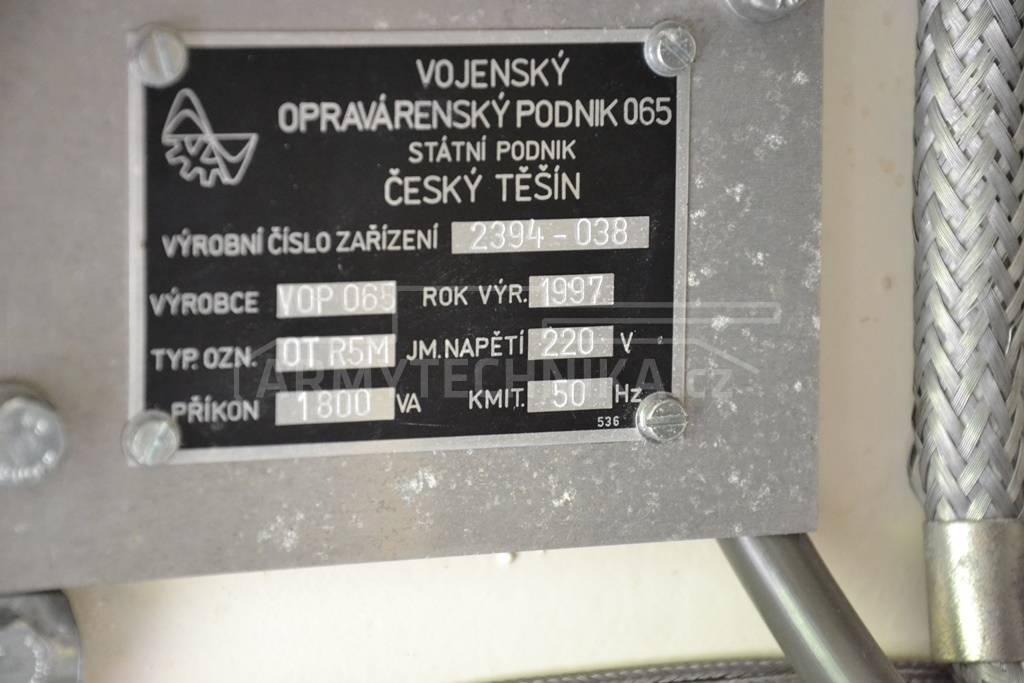 VOJENSKÝ
OPRAVÁRENSKÝ PODNIK 065
STÁTNÍ PODNIK
ČESKÝ TĚŠÍN
VÝROBNÍ ČÍSLO ZAŘÍZENÍ 2394-038
VÝROBCE VOP 065 ROK VÝR. 1997
TYP. OZN. OT R5M JM. NAPĚTÍ 220 V
PŘÍKON 1800 VA KMIT. 50 Hz
536
ARMYTECHNIKA.cz